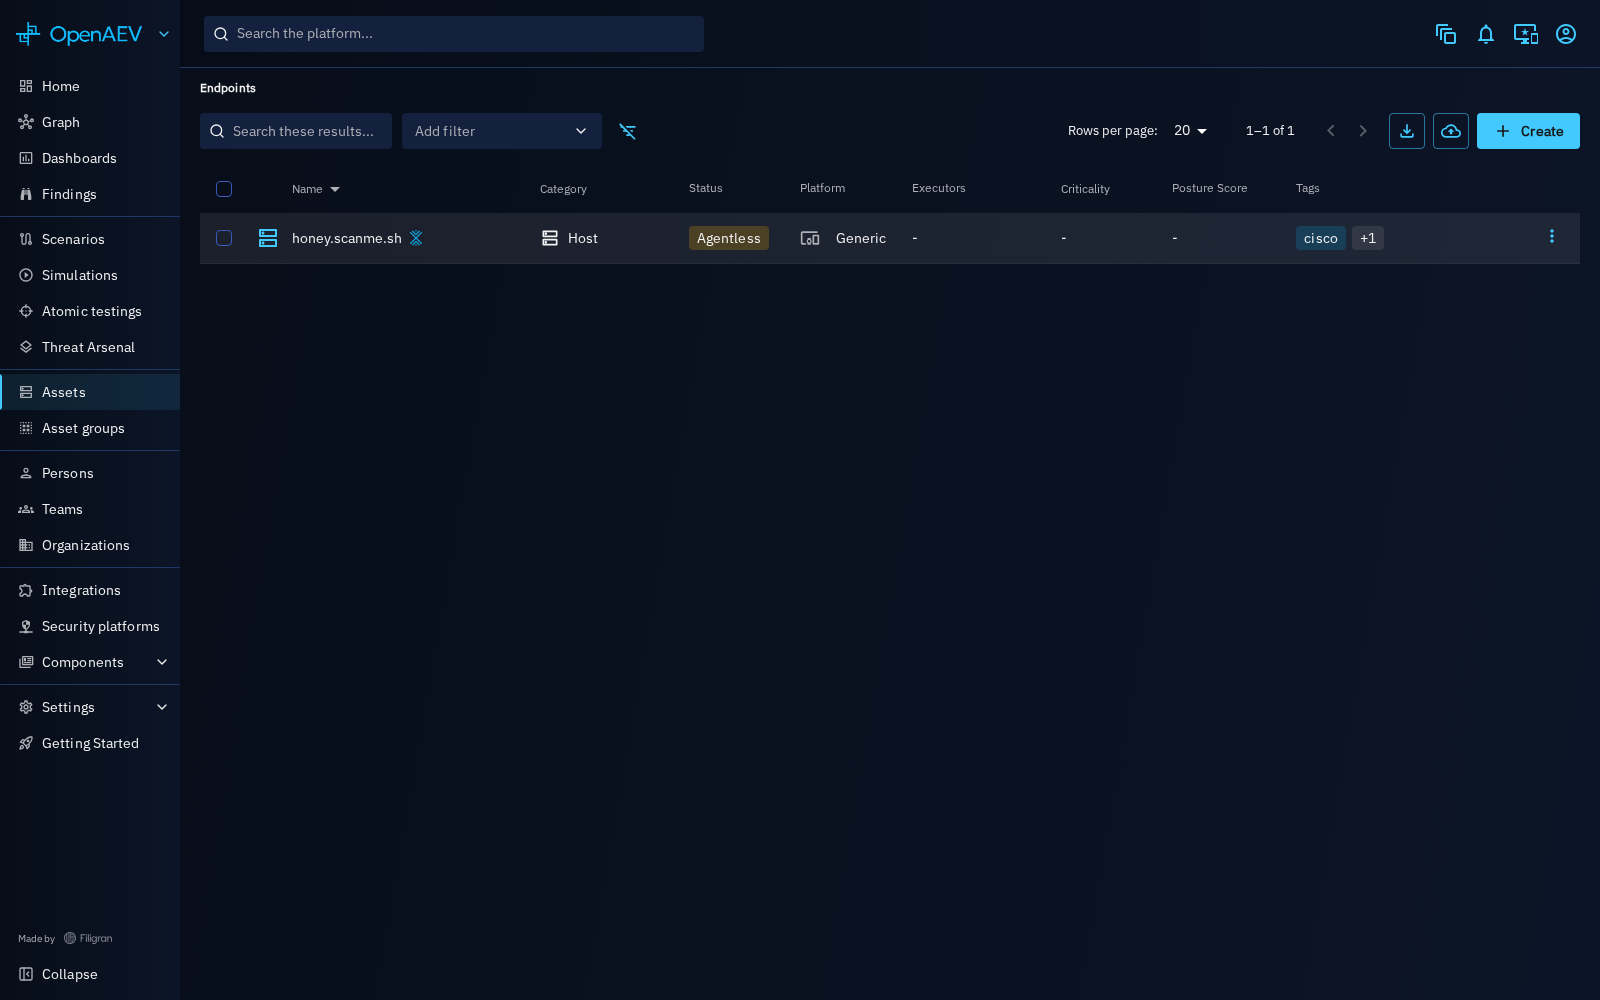 OpenAEV
Search the platform...
Home
Graph
Dashboards
Findings
Scenarios
Simulations
Atomic testings
Threat Arsenal
Assets
Asset groups
Persons
Teams
Organizations
Integrations
Security platforms
Components
Settings
Getting Started
Made by Filigran
Collapse
Endpoints
Search these results...
Add filter
Rows per page: 20
1–1 of 1
Create
Name Category Status Platform Executors Criticality Posture Score Tags
honey.scanme.sh Host Agentless Generic - - - cisco +1